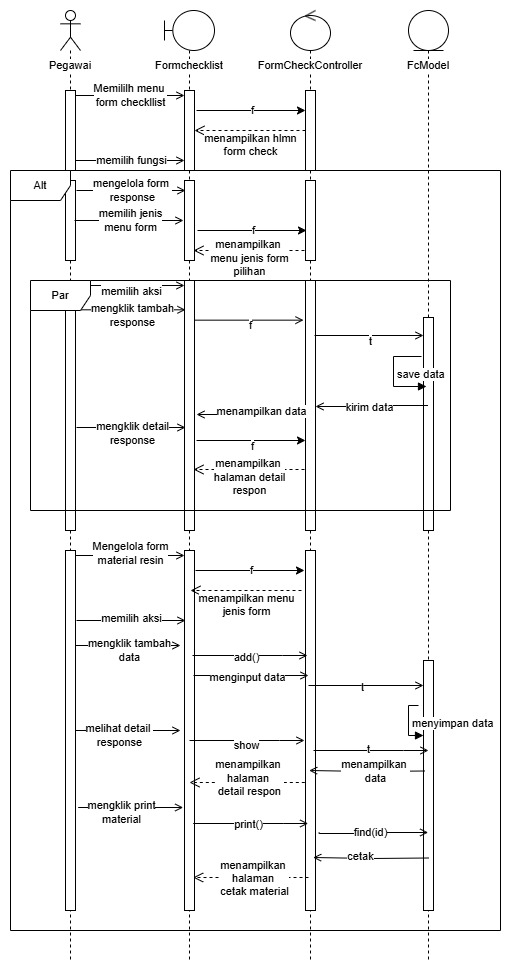 Pegawai
Formchecklist
FormCheckController
FcModel
Memilih menu
form checkllist
f
menampilkan hlmn
form check
memilih fungsi
Alt
mengelola form
response
memilih jenis
menu form
f
menampilkan
menu jenis form
pilihan
Par
memilih aksi
mengklik tambah
response
f
t
save data
kirim data
menampilkan data
mengklik detail
response
f
menampilkan
halaman detail
respon
Mengelola form
material resin
f
menampilkan menu
jenis form
memilih aksi
mengklik tambah
data
add()
menginput data
t
menyimpan data
melihat detail
response
show
t
menampilkan
data
menampilkan
halaman
detail respon
mengklik print
material
print()
find(id)
cetak
menampilkan
halaman
cetak material